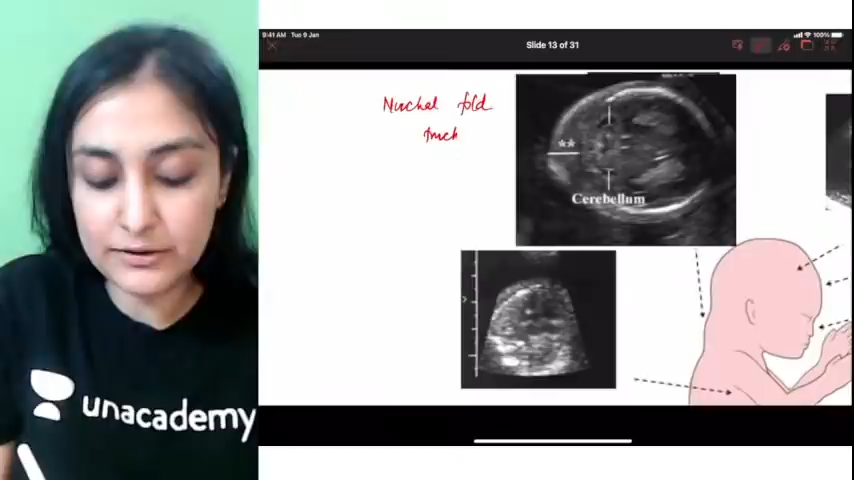 9:41 AM Tue 9 Jan
100%
Slide 13 of 31
Nuchal fold
thick
**
Cerebellum
unacademy